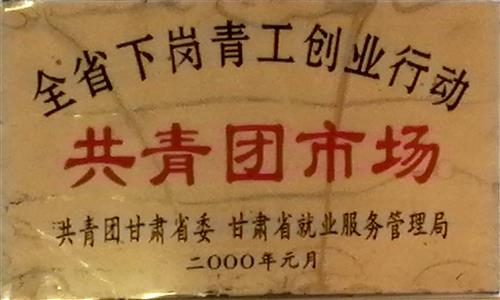 全省下岗青工创业行动
共青团市场
共青团甘肃省委 甘肃省就业服务管理局
二000年元月